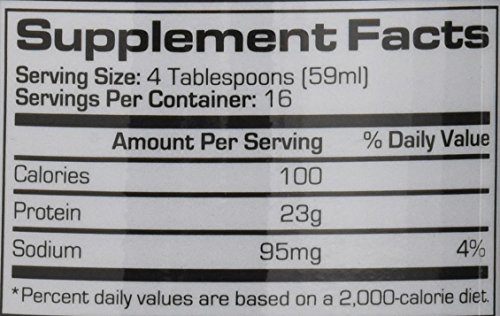 Supplement Facts
Serving Size: 4 Tablespoons (59ml)
Servings Per Container: 16
Amount Per Serving % Daily Value
Calories 100
Protein 23g
Sodium 95mg 4%
*Percent daily values are based on a 2,000-calorie diet.